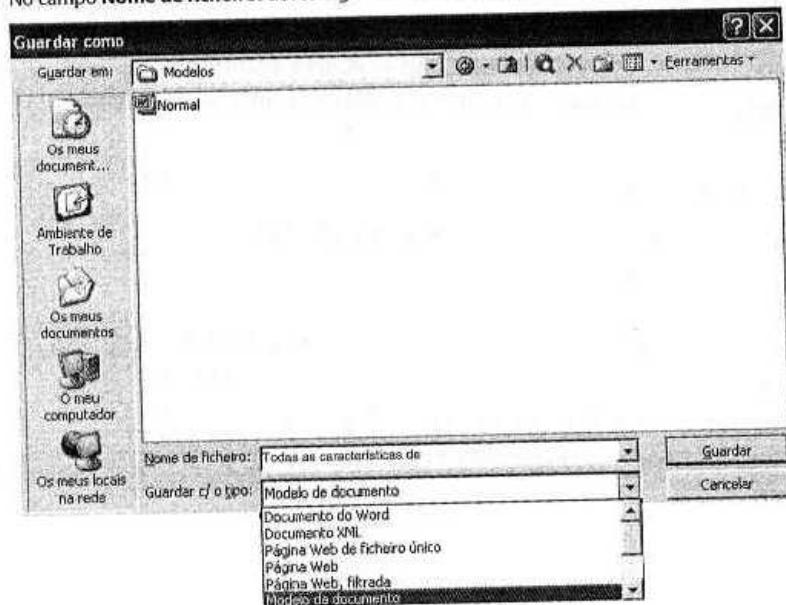 No campo Nome de ficheiro
Guardar como
Guardar em: Modelos Ferramentas
Normal
Os meus
document...
Ambiente de
Trabalho
Os meus
documentos
O meu
computador
Os meus locais
na rede
Nome de ficheiro: Todas as características de Guardar
Guardar c/ o tipo: Modelo de documento Cancelar
Documento do Word
Documento XML
Página Web de ficheiro único
Página Web
Página Web, filtrada
Modelo de documento